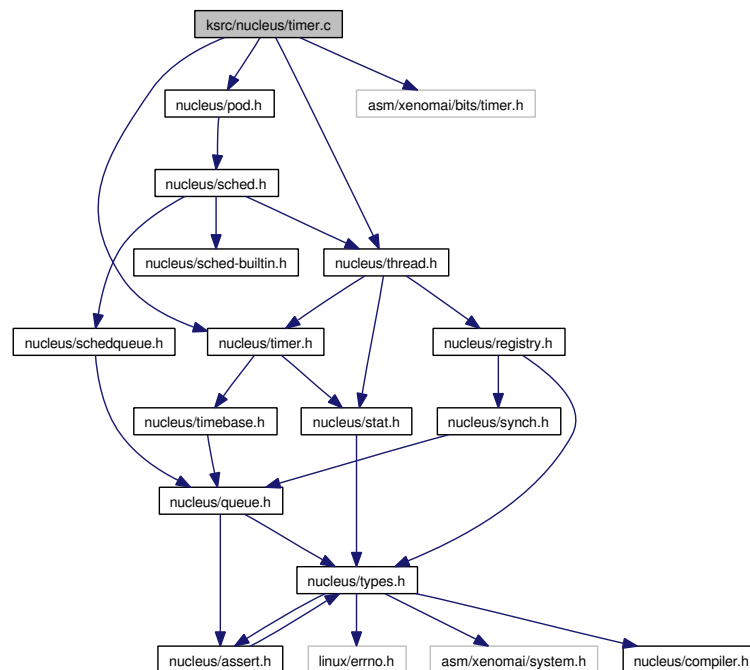 ksrc/nucleus/timer.c
nucleus/pod.h
asm/xenomai/bits/timer.h
nucleus/sched.h
nucleus/sched-builtin.h
nucleus/thread.h
nucleus/schedqueue.h
nucleus/timer.h
nucleus/registry.h
nucleus/timebase.h
nucleus/stat.h
nucleus/synch.h
nucleus/queue.h
nucleus/types.h
nucleus/assert.h
linux/errno.h
asm/xenomai/system.h
nucleus/compiler.h